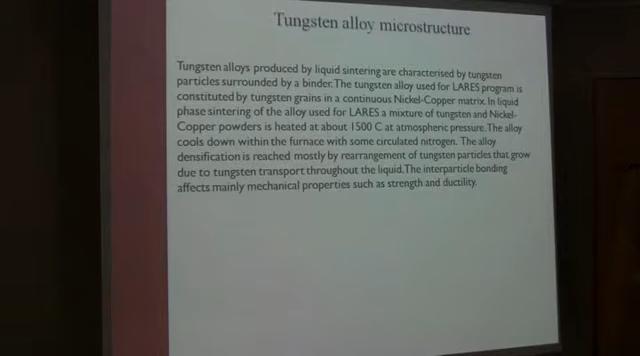 Tungsten alloy microstructure
Tungsten alloys produced by liquid sintering are characterised by tungsten
particles surrounded by a binder. The tungsten alloy used for LARES program is
constituted by tungsten grains in a continuous Nickel-Copper matrix. In liquid
phase sintering of the alloy used for LARES a mixture of tungsten and Nickel-
Copper powders is heated at about 1500 C at atmospheric pressure. The alloy
cools down within the furnace with some circulated nitrogen. The alloy
densification is reached mostly by rearrangement of tungsten particles that grow
due to tungsten transport throughout the liquid. The interparticle bonding
affects mainly mechanical properties such as strength and ductility.